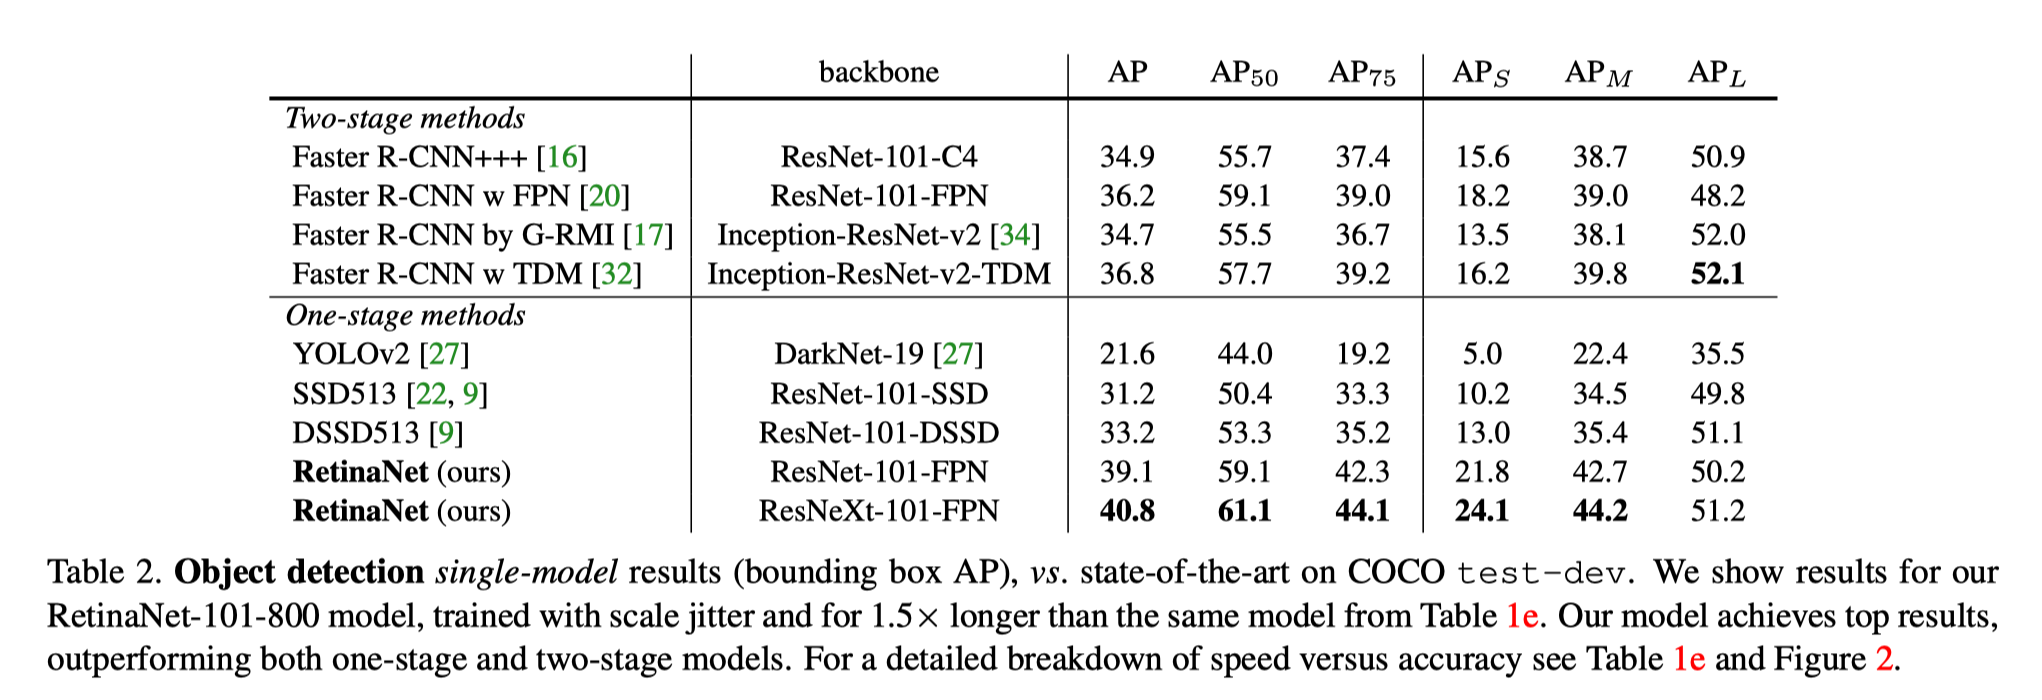 backbone AP AP50 AP75 APS APM APL
Two-stage methods
Faster R-CNN+++ [16] ResNet-101-C4 34.9 55.7 37.4 15.6 38.7 50.9
Faster R-CNN w FPN [20] ResNet-101-FPN 36.2 59.1 39.0 18.2 39.0 48.2
Faster R-CNN by G-RMI [17] Inception-ResNet-v2 [34] 34.7 55.5 36.7 13.5 38.1 52.0
Faster R-CNN w TDM [32] Inception-ResNet-v2-TDM 36.8 57.7 39.2 16.2 39.8 52.1
One-stage methods
YOLOv2 [27] DarkNet-19 [27] 21.6 44.0 19.2 5.0 22.4 35.5
SSD513 [22, 9] ResNet-101-SSD 31.2 50.4 33.3 10.2 34.5 49.8
DSSD513 [9] ResNet-101-DSSD 33.2 53.3 35.2 13.0 35.4 51.1
RetinaNet (ours) ResNet-101-FPN 39.1 59.1 42.3 21.8 42.7 50.2
RetinaNet (ours) ResNeXt-101-FPN 40.8 61.1 44.1 24.1 44.2 51.2
Table 2. Object detection single-model results (bounding box AP), vs. state-of-the-art on COCO test-dev. We show results for our
RetinaNet-101-800 model, trained with scale jitter and for 1.5× longer than the same model from Table 1e. Our model achieves top results,
outperforming both one-stage and two-stage models. For a detailed breakdown of speed versus accuracy see Table 1e and Figure 2.